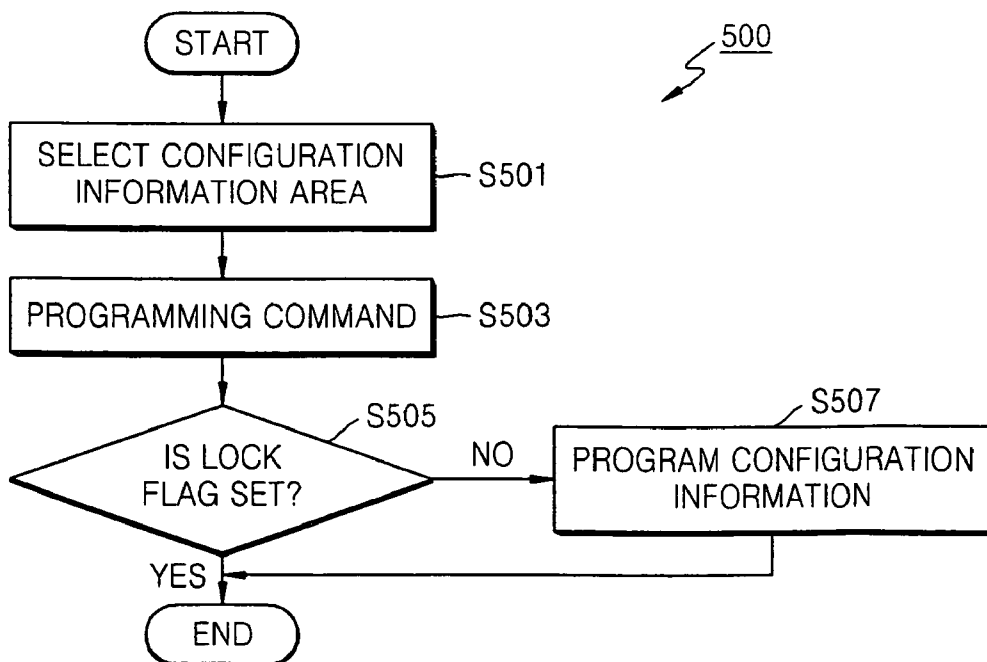 START
500
SELECT CONFIGURATION
INFORMATION AREA
S501
PROGRAMMING COMMAND
S503
IS LOCK
FLAG SET?
S505
NO
S507
PROGRAM CONFIGURATION
INFORMATION
YES
END